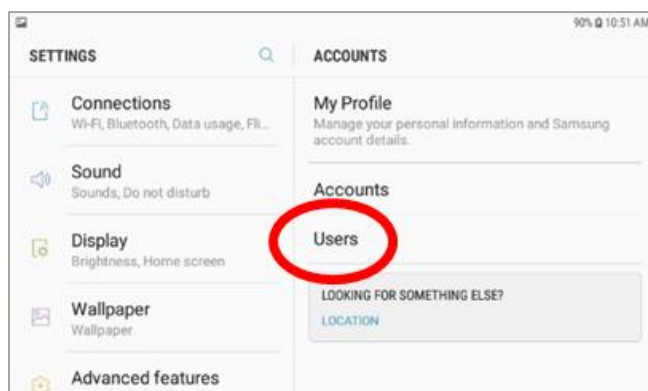 90% 10:51 AM
SETTINGS
Connections
Wi-Fi, Bluetooth, Data usage, Fli...
Sound
Sounds, Do not disturb
Display
Brightness, Home screen
Wallpaper
Wallpaper
Advanced features
ACCOUNTS
My Profile
Manage your personal information and Samsung
account details.
Accounts
Users
LOOKING FOR SOMETHING ELSE?
LOCATION